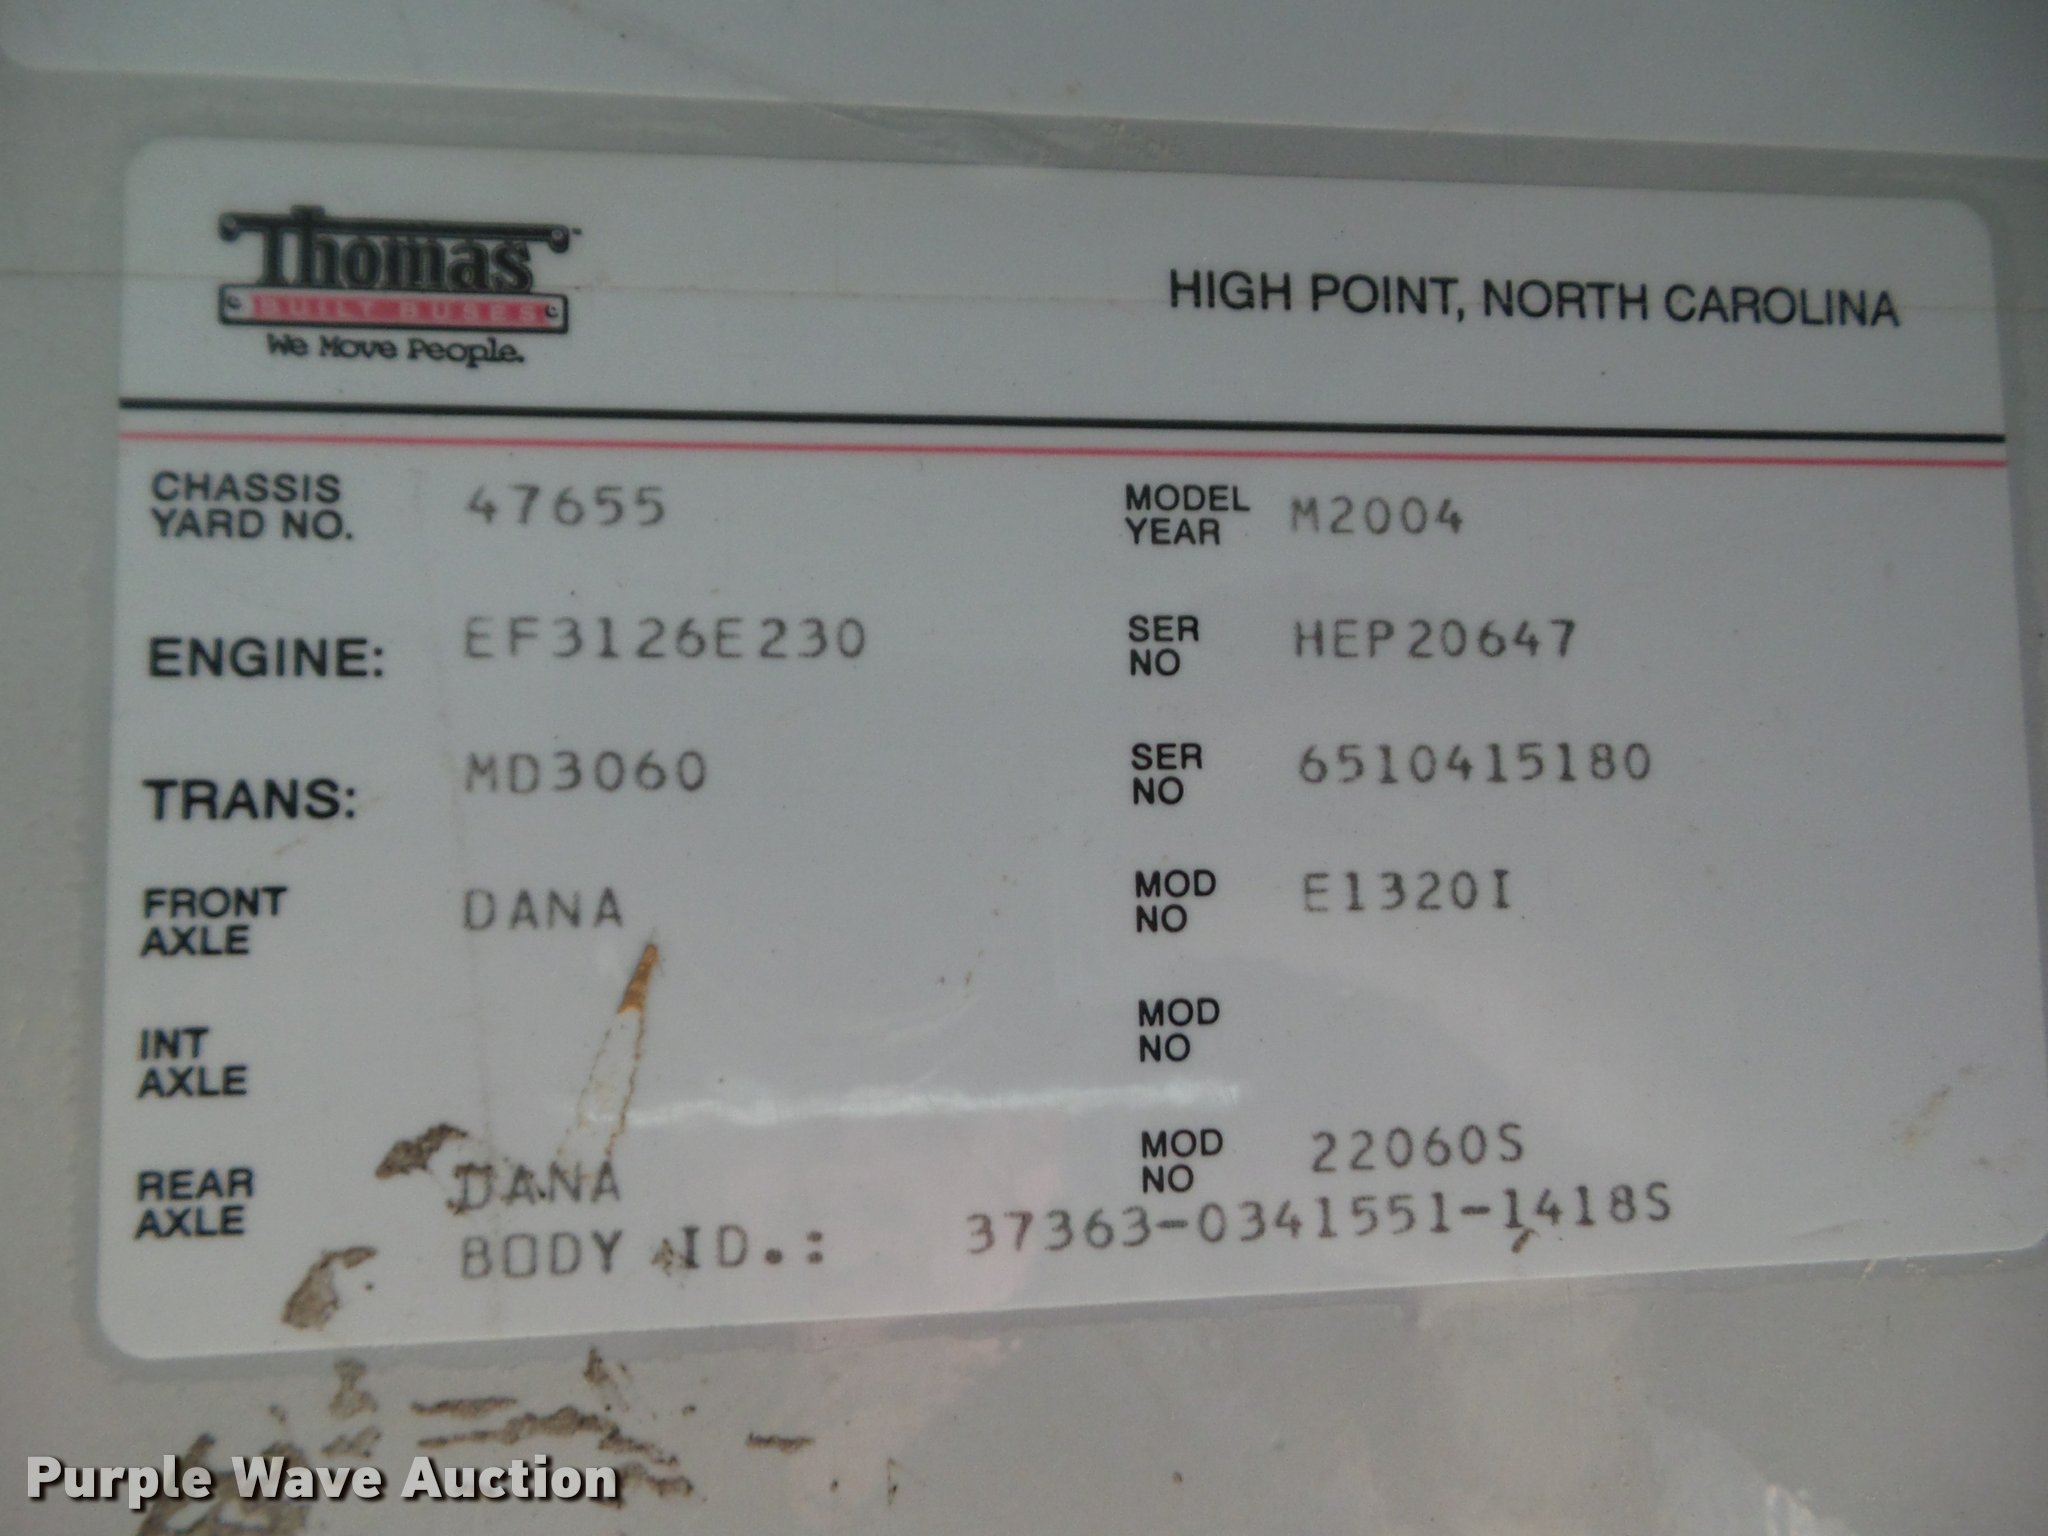 Thomas
BUILT BUSES
We Move People.
HIGH POINT, NORTH CAROLINA
CHASSIS YARD NO. 47655 MODEL YEAR M2004
ENGINE: EF3126E230 SER NO HEP20647
TRANS: MD3060 SER NO 6510415180
FRONT AXLE DANA MOD NO E1320I
INT AXLE MOD NO
REAR AXLE DANA MOD NO 22060S
BODY ID.: 37363-0341551-1418S
Purple Wave Auction